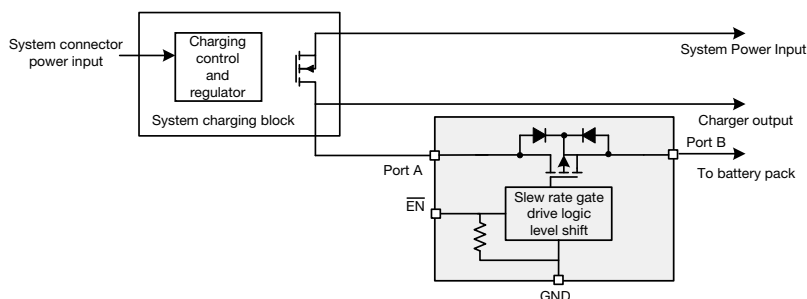 System connector
power input
Charging
control
and
regulator
System charging block
System Power Input
Charger output
Port A
Port B
To battery pack
EN
Slew rate gate
drive logic
level shift
GND